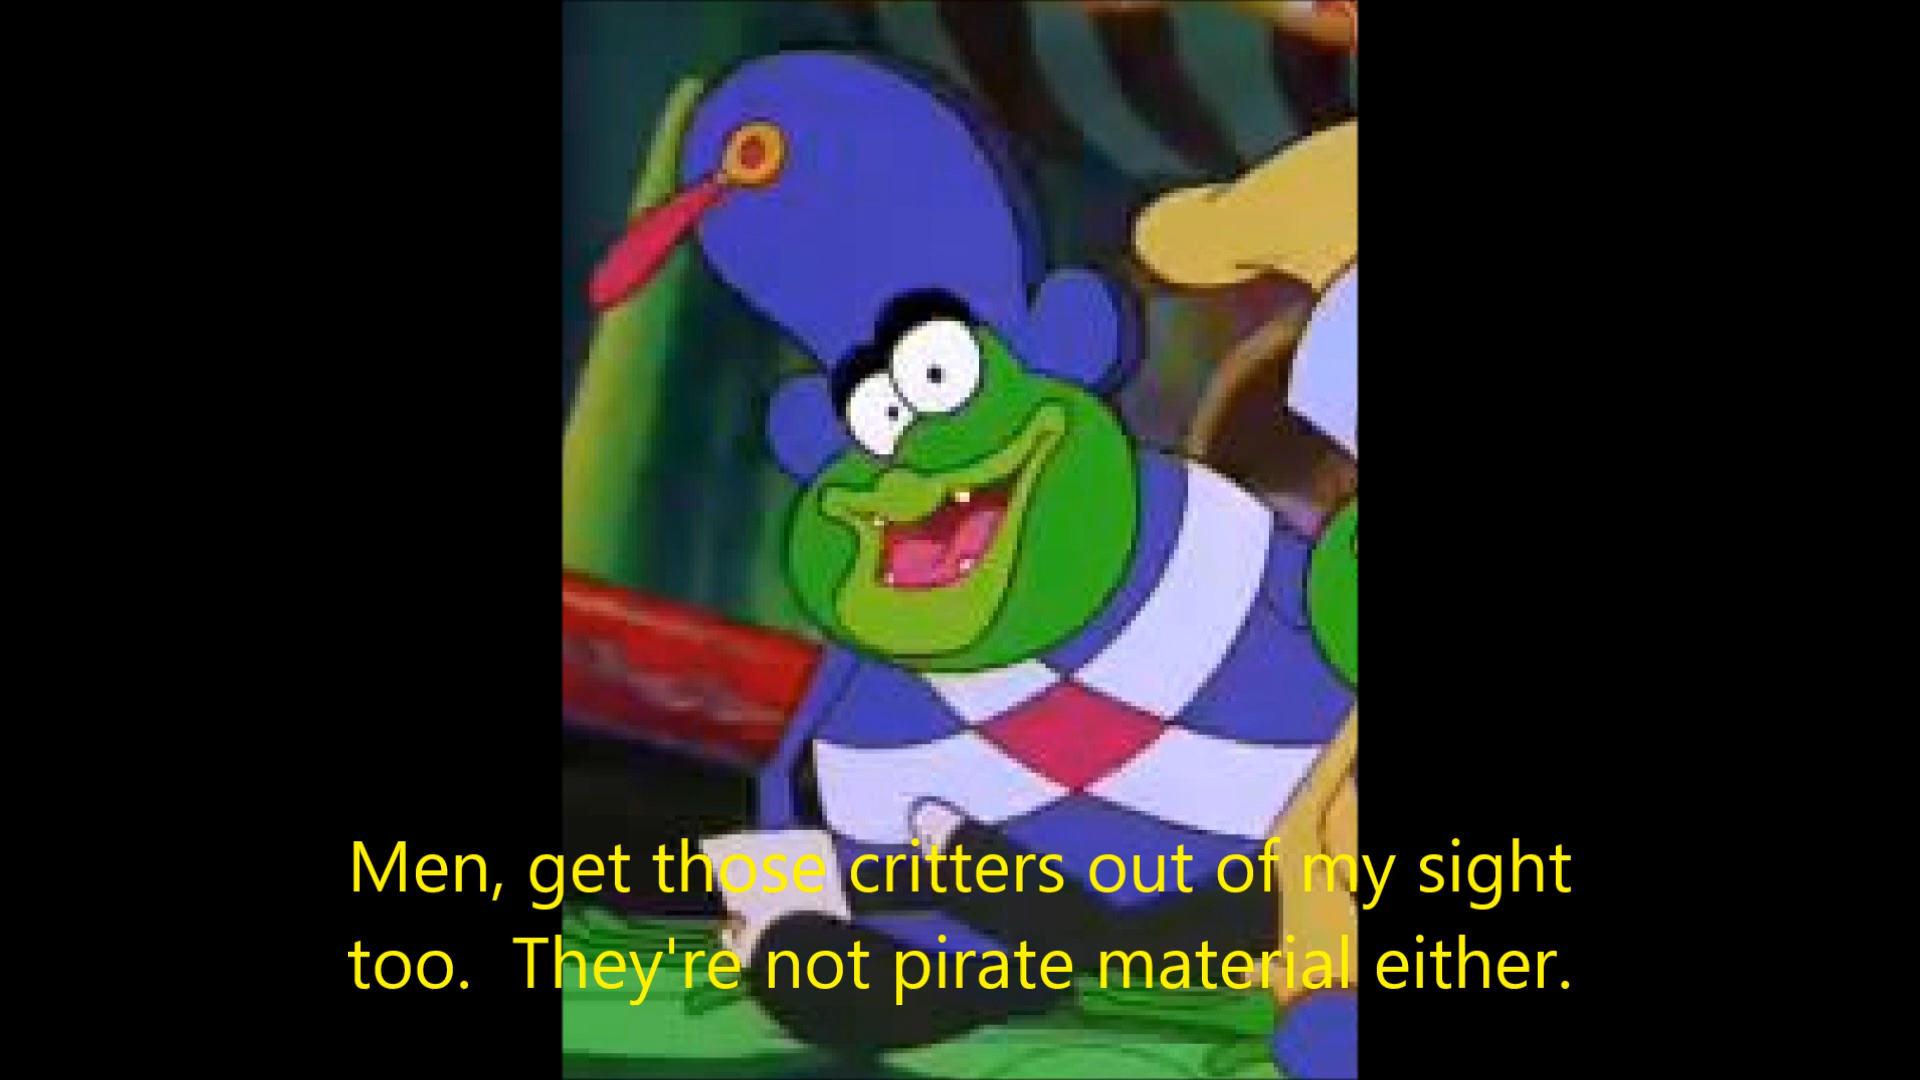 Men, get those critters out of my sight
too.  They're not pirate material either.